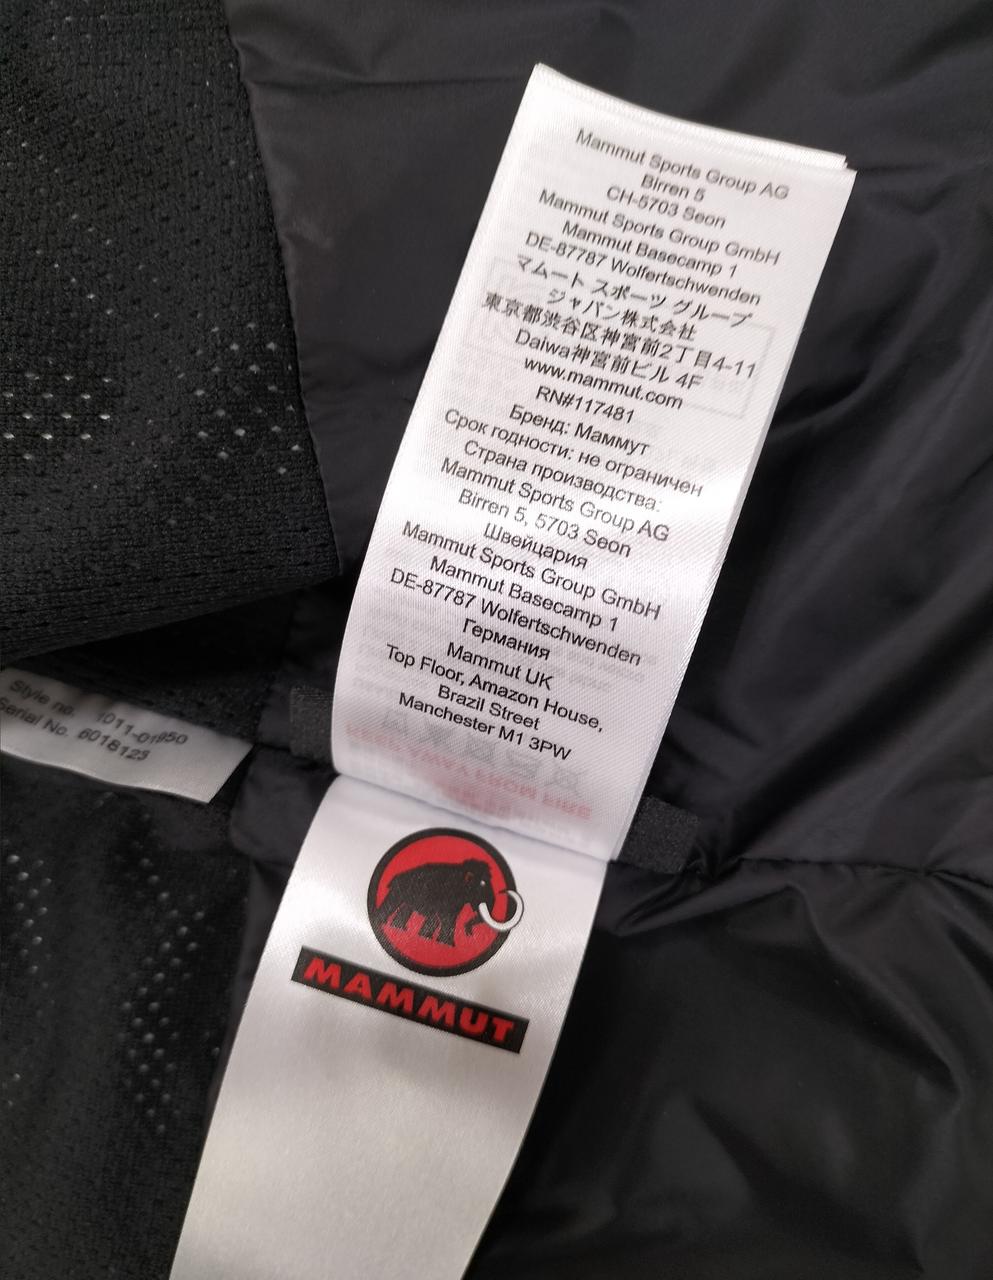 Mammut Sports Group AG
Birren 5
CH-5703 Seon
Mammut Sports Group GmbH
Mammut Basecamp 1
DE-87787 Wolfertschwenden
マムート スポーツ グループ
ジャパン株式会社
東京都渋谷区神宮前2丁目4-11
Daiwa神宮前ビル 4F
www.mammut.com
RN#117481
Бренд: Маммут
Срок годности: не ограничен
Страна производства:
Mammut Sports Group AG
Birren 5, 5703 Seon
Швейцария
Mammut Sports Group GmbH
Mammut Basecamp 1
DE-87787 Wolfertschwenden
Германия
Mammut UK
Top Floor, Amazon House,
Brazil Street
Manchester M1 3PW
Style no. 1011-01950
Serial No. 6018123
MAMMUT